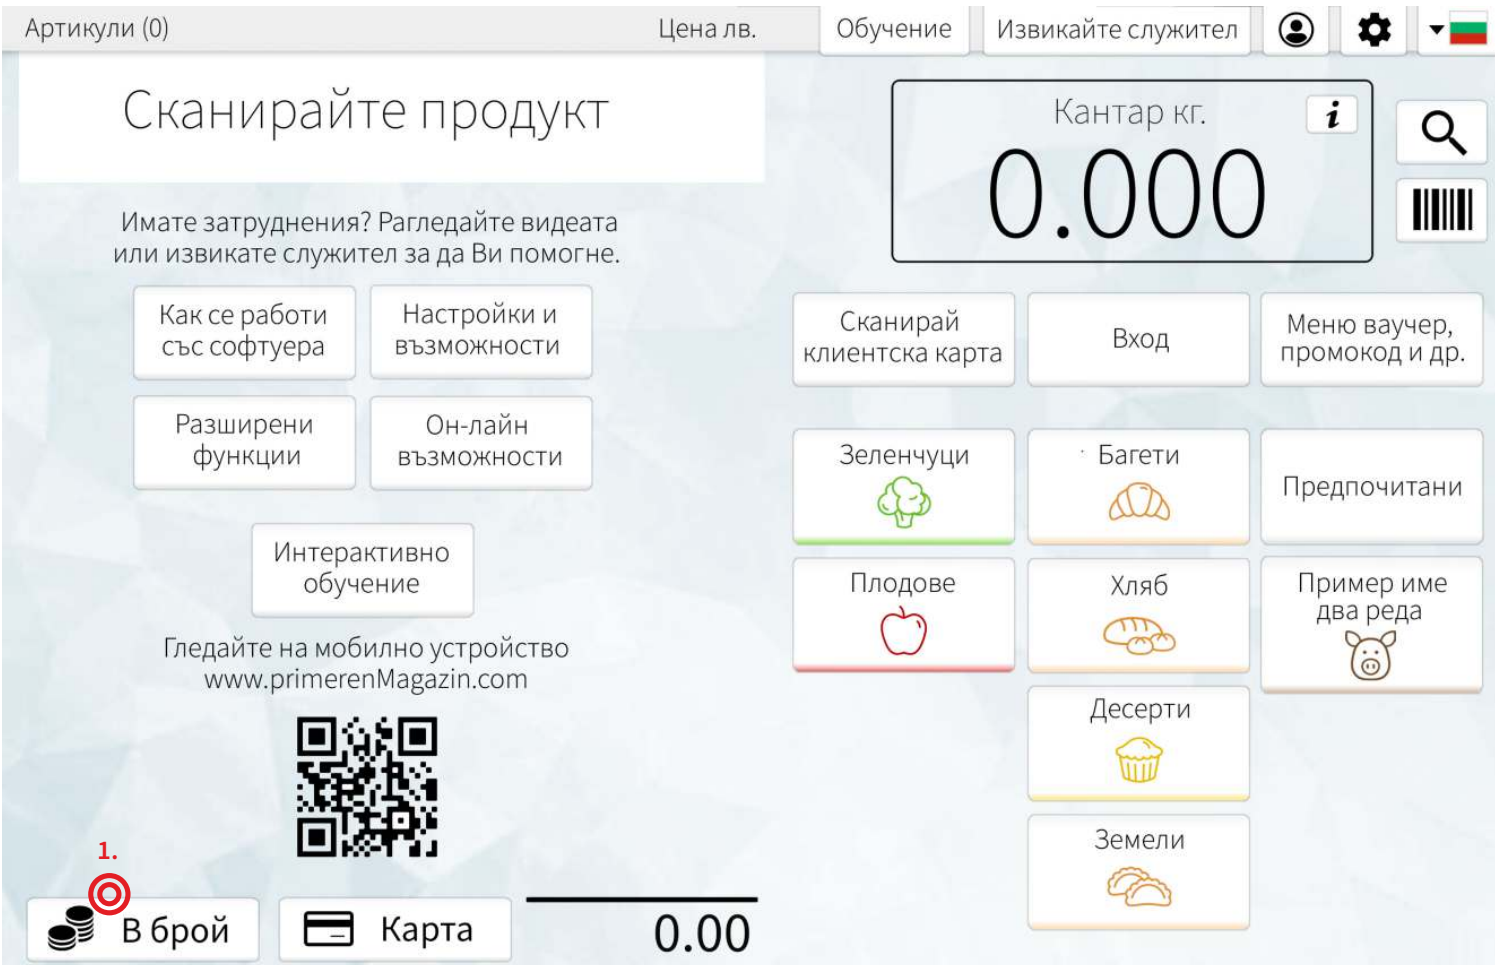 Артикули (0)
Цена лв.
Обучение
Извикайте служител
Сканирайте продукт
Имате затруднения? Рагледайте видеата
или извикате служител за да Ви помогне.
Как се работи
със софтуера
Настройки и
възможности
Разширени
функции
Он-лайн
възможности
Интерактивно
обучение
Гледайте на мобилно устройство
www.primerenMagazin.com
1.
В брой
Карта
0.00
Кантар кг.
i
0.000
Сканирай
клиентска карта
Вход
Меню ваучер,
промокод и др.
Зеленчуци
Багети
Предпочитани
Плодове
Хляб
Пример име
два реда
Десерти
Земели